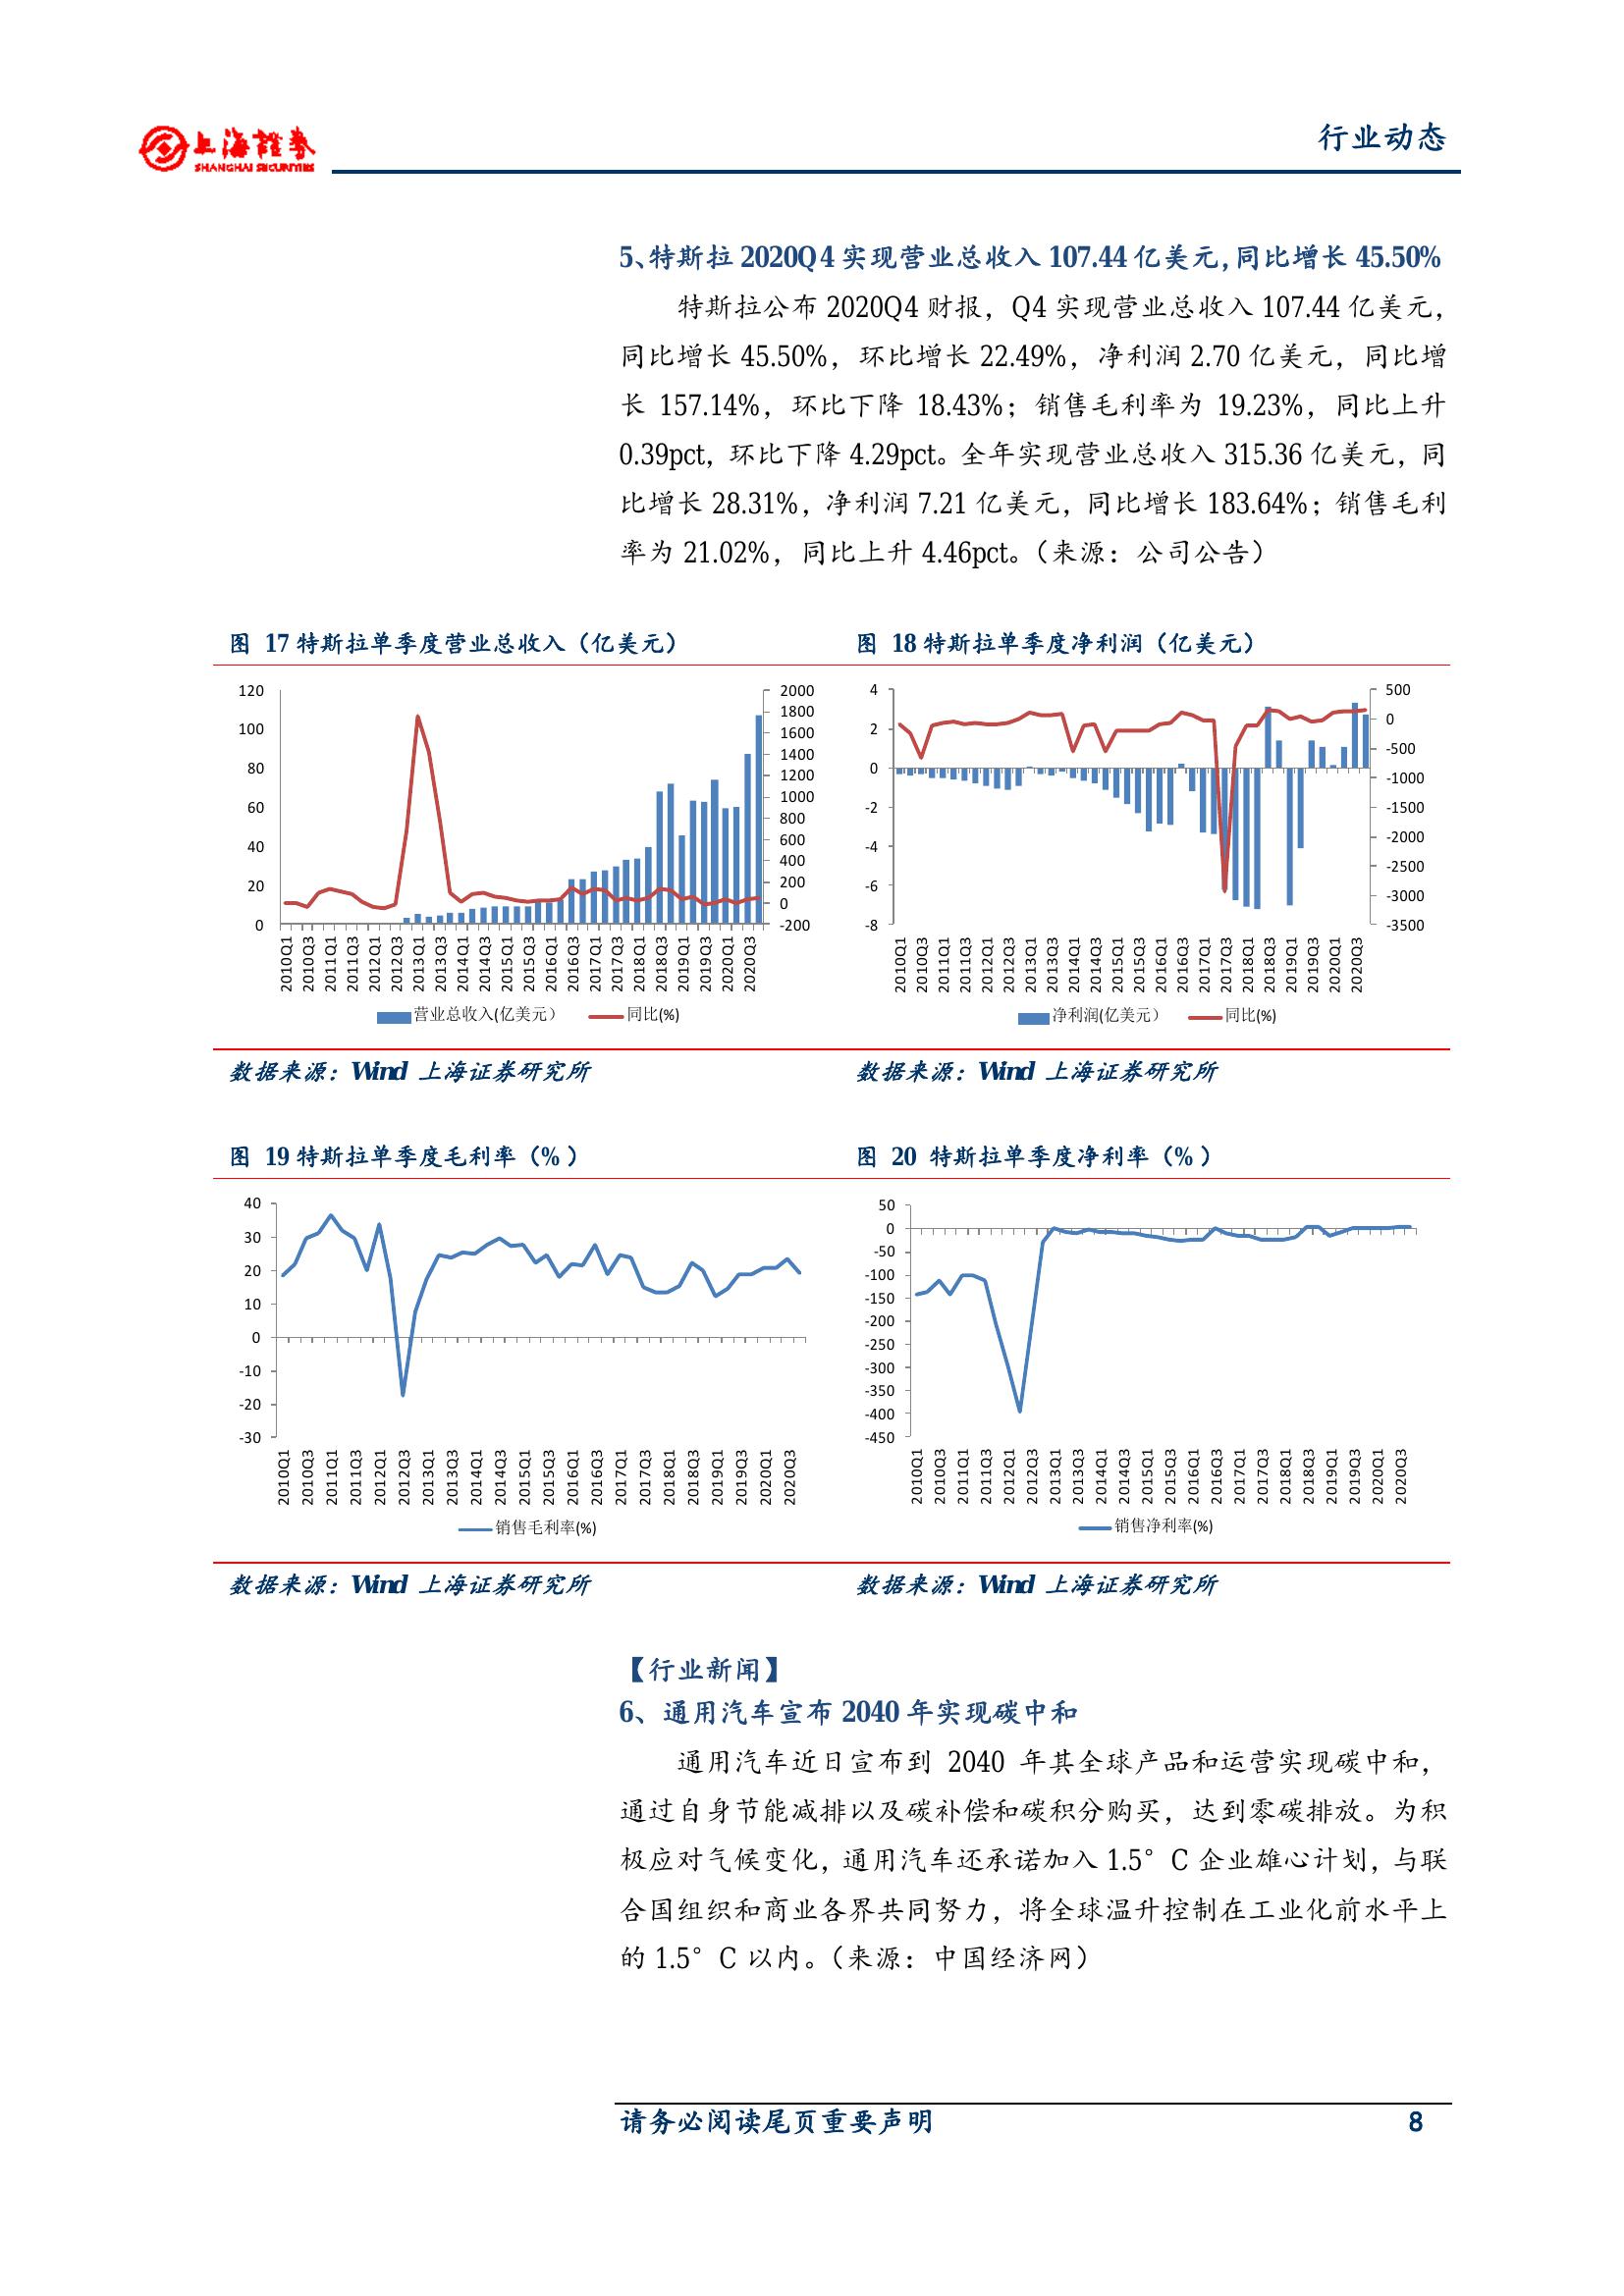 上海證券
SHANGHAI SECURITIES
行业动态
5、特斯拉 2020Q4 实现营业总收入 107.44 亿美元,同比增长 45.50%
特斯拉公布 2020Q4 财报，Q4 实现营业总收入 107.44 亿美元，
同比增长 45.50%，环比增长 22.49%，净利润 2.70 亿美元，同比增
长 157.14%，环比下降 18.43%；销售毛利率为 19.23%，同比上升
0.39pct，环比下降 4.29pct。全年实现营业总收入 315.36 亿美元，同
比增长 28.31%，净利润 7.21 亿美元，同比增长 183.64%；销售毛利
率为 21.02%，同比上升 4.46pct。（来源：公司公告）
图 17 特斯拉单季度营业总收入（亿美元）
120
100
80
60
40
20
0
2000
1800
1600
1400
1200
1000
800
600
400
200
0
-200
2010Q1 2010Q3 2011Q1 2011Q3 2012Q1 2012Q3 2013Q1 2013Q3 2014Q1 2014Q3 2015Q1 2015Q3 2016Q1 2016Q3 2017Q1 2017Q3 2018Q1 2018Q3 2019Q1 2019Q3 2020Q1 2020Q3
营业总收入(亿美元） 同比(%)
数据来源：Wind 上海证券研究所
图 18 特斯拉单季度净利润（亿美元）
4
2
0
-2
-4
-6
-8
500
0
-500
-1000
-1500
-2000
-2500
-3000
-3500
2010Q1 2010Q3 2011Q1 2011Q3 2012Q1 2012Q3 2013Q1 2013Q3 2014Q1 2014Q3 2015Q1 2015Q3 2016Q1 2016Q3 2017Q1 2017Q3 2018Q1 2018Q3 2019Q1 2019Q3 2020Q1 2020Q3
净利润(亿美元） 同比(%)
数据来源：Wind 上海证券研究所
图 19 特斯拉单季度毛利率（%）
40
30
20
10
0
-10
-20
-30
2010Q1 2010Q3 2011Q1 2011Q3 2012Q1 2012Q3 2013Q1 2013Q3 2014Q1 2014Q3 2015Q1 2015Q3 2016Q1 2016Q3 2017Q1 2017Q3 2018Q1 2018Q3 2019Q1 2019Q3 2020Q1 2020Q3
销售毛利率(%)
数据来源：Wind 上海证券研究所
图 20 特斯拉单季度净利率（%）
50
0
-50
-100
-150
-200
-250
-300
-350
-400
-450
2010Q1 2010Q3 2011Q1 2011Q3 2012Q1 2012Q3 2013Q1 2013Q3 2014Q1 2014Q3 2015Q1 2015Q3 2016Q1 2016Q3 2017Q1 2017Q3 2018Q1 2018Q3 2019Q1 2019Q3 2020Q1 2020Q3
销售净利率(%)
数据来源：Wind 上海证券研究所
【行业新闻】
6、通用汽车宣布 2040 年实现碳中和
通用汽车近日宣布到 2040 年其全球产品和运营实现碳中和，
通过自身节能减排以及碳补偿和碳积分购买，达到零碳排放。为积
极应对气候变化，通用汽车还承诺加入 1.5°C 企业雄心计划，与联
合国组织和商业各界共同努力，将全球温升控制在工业化前水平上
的 1.5°C 以内。（来源：中国经济网）
请务必阅读尾页重要声明
8